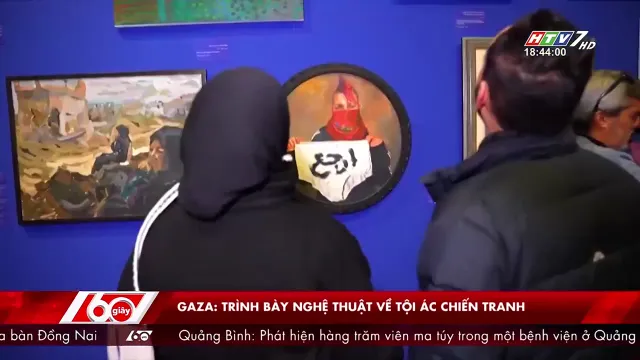 HTV7 HD
18:44:00
ارجع
60 giây
GAZA: TRÌNH BÀY NGHỆ THUẬT VỀ TỘI ÁC CHIẾN TRANH
a bàn Đồng Nai 60 Quảng Bình: Phát hiện hàng trăm viên ma túy trong một bệnh viện ở Quảng